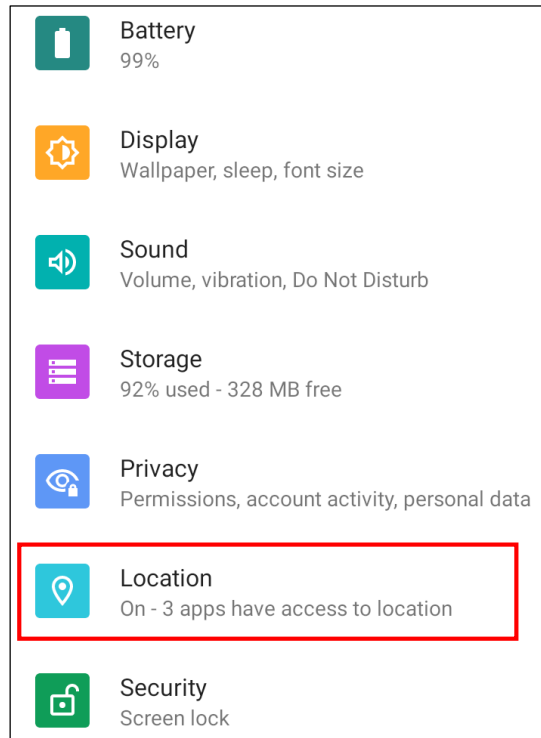 Battery
99%
Display
Wallpaper, sleep, font size
Sound
Volume, vibration, Do Not Disturb
Storage
92% used - 328 MB free
Privacy
Permissions, account activity, personal data
Location
On - 3 apps have access to location
Security
Screen lock